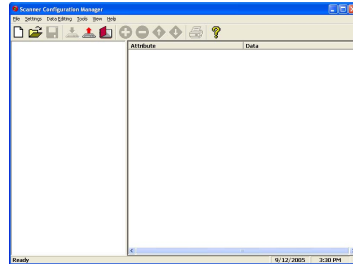 Scanner Configuration Manager
File Settings Data Editing Tools View Help
Attribute Data
Ready 9/12/2005 3:30 PM